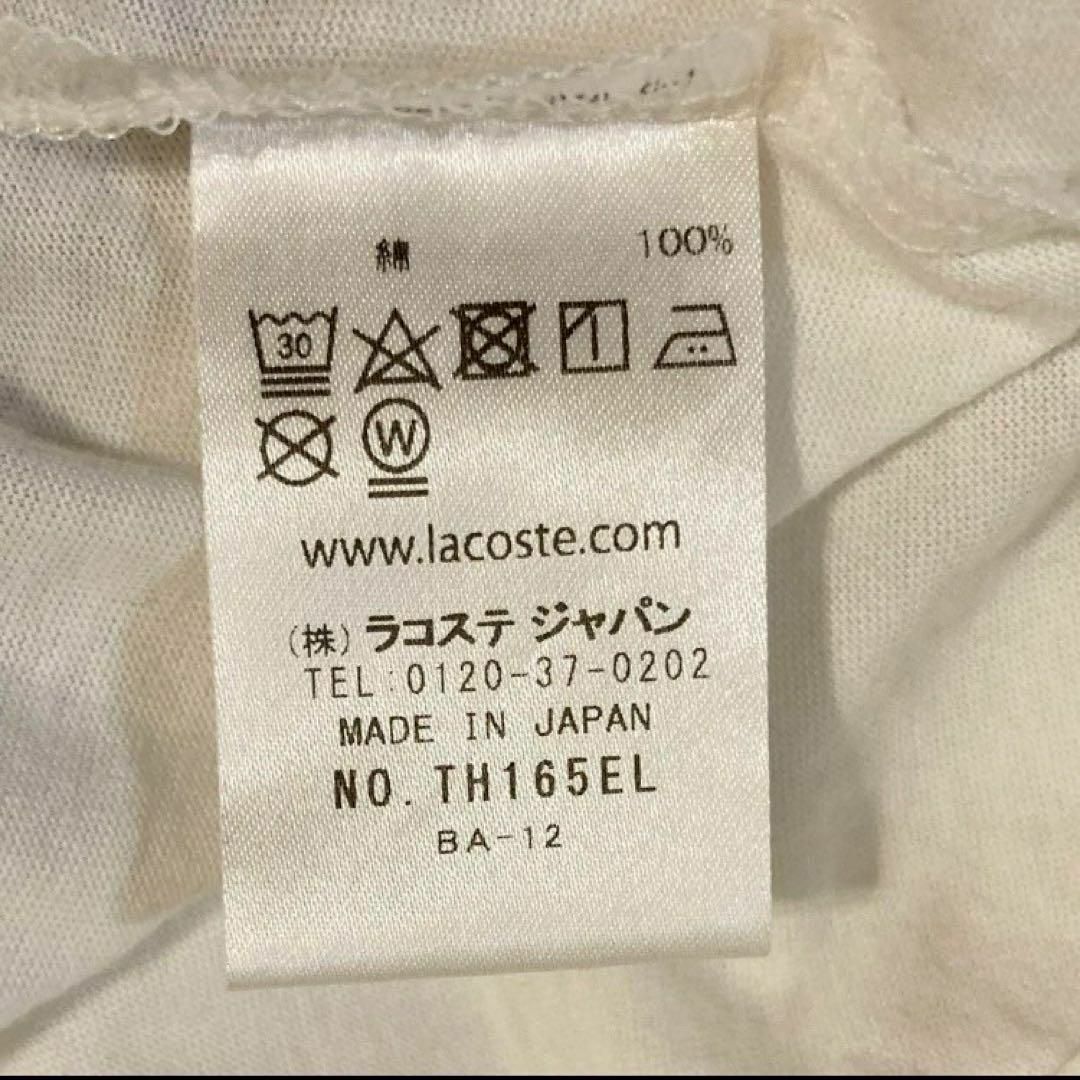 綿 100%
30
W
www.lacoste.com
(株) ラコステ ジャパン
TEL:0120-37-0202
MADE IN JAPAN
NO. TH165EL
BA-12